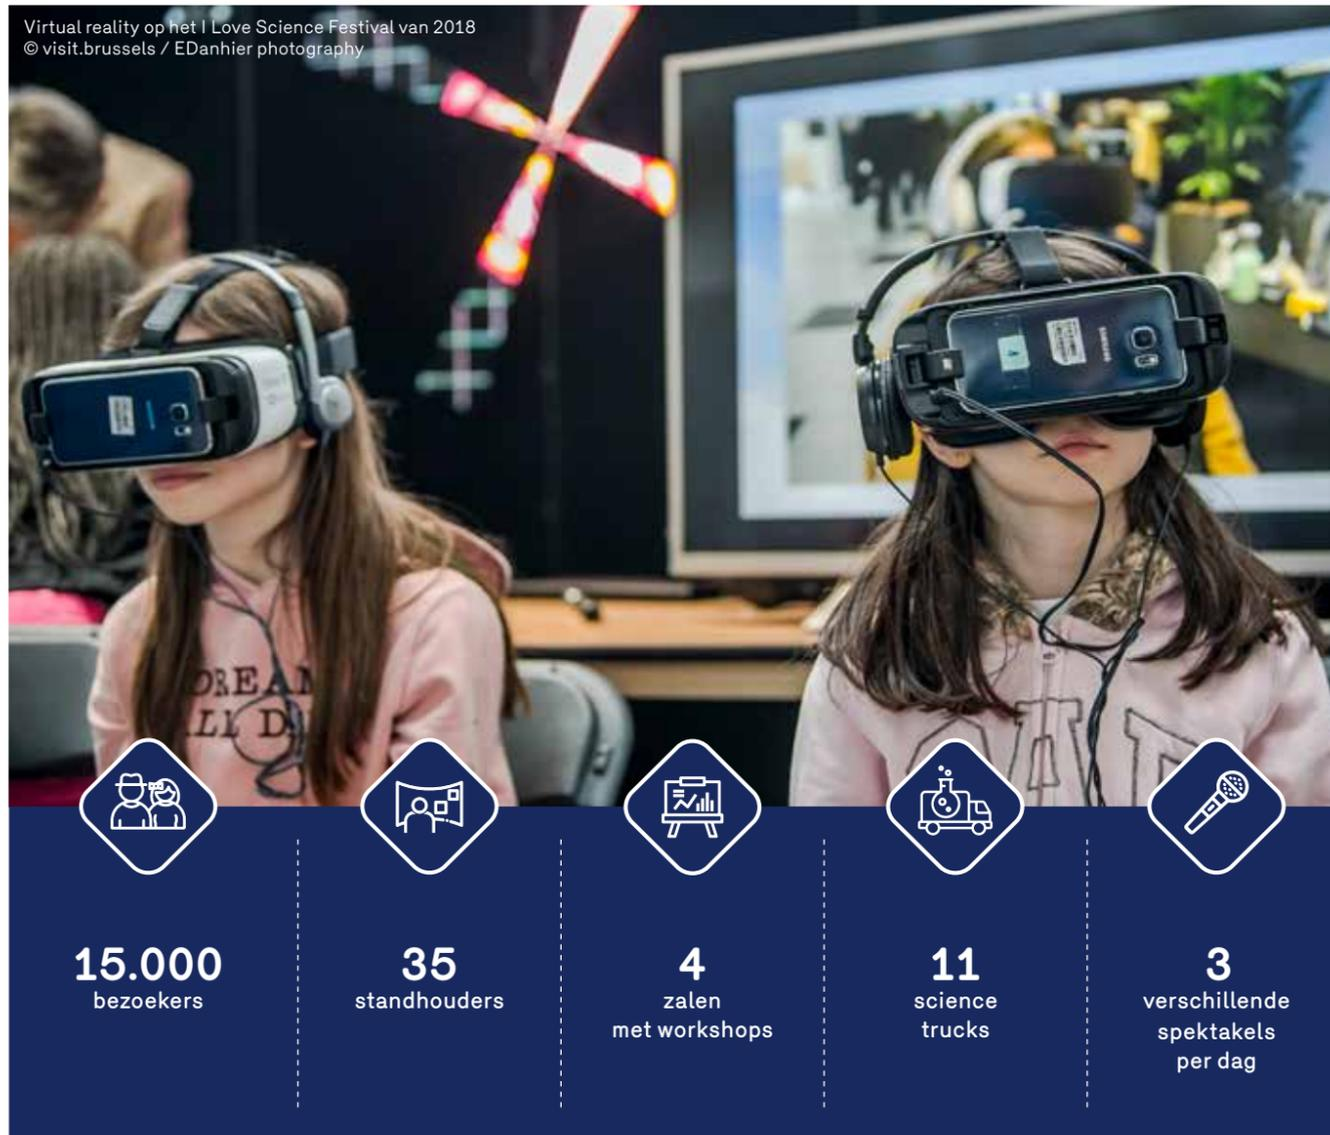 Virtual reality op het I Love Science Festival van 2018
© visit.brussels / EDanhier photography
SAMSUNG
15.000
bezoekers
35
standhouders
4
zalen
met workshops
11
science
trucks
3
verschillende
spektakels
per dag